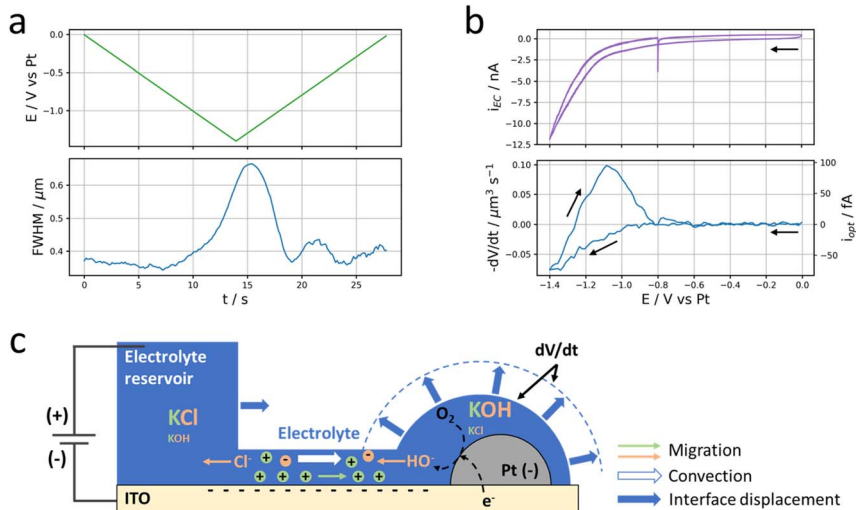 a
E / V vs Pt
0.0
−0.5
−1.0
FWHM / µm
0.6
0.5
0.4
0 5 10 15 20 25
t / s
b
i_EC / nA
0.0
−2.5
−5.0
−7.5
−10.0
−12.5
-dV/dt / µm³ s⁻¹
0.10
0.05
0.00
−0.05
100
50
0
−50
i_opt / fA
−1.4 −1.2 −1.0 −0.8 −0.6 −0.4 −0.2 0.0
E / V vs Pt
c
Electrolyte
reservoir
KCl
KOH
(+)
(-)
Electrolyte
Cl⁻
HO⁻
+ - + -
+ + + + +
ITO
- - - - - - - - - - - -
O₂
KOH
KCl
Pt (-)
e⁻
dV/dt
Migration
Convection
Interface displacement